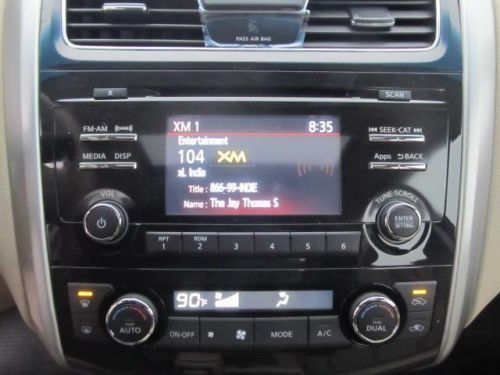 PASS AIR BAG
SCAN
FM·AM XM
MEDIA DISP
XM 1 8:35
Entertainment
104 XM
xL Indie
Title : 866-99-INDIE
Name : The Jay Thomas S
SEEK·CAT
Apps BACK
VOL
TUNE·SCROLL
ENTER
SETTING
RPT
1
RDM
2
3
4
5
6
90°F
AUTO
ON·OFF
MODE
A/C
DUAL